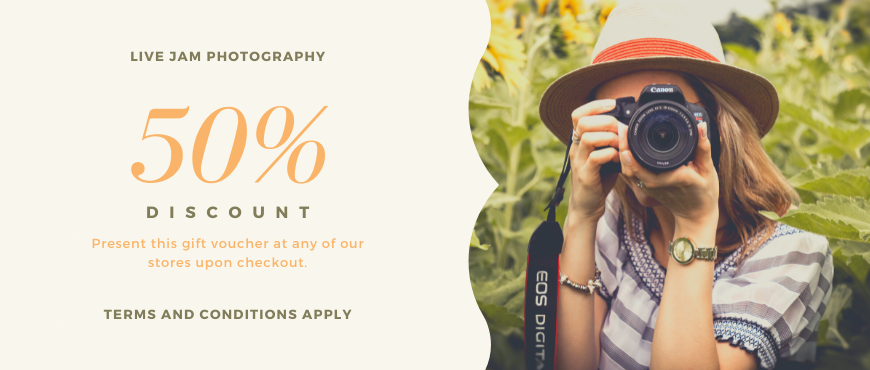 LIVE JAM PHOTOGRAPHY
50%
DISCOUNT
Present this gift voucher at any of our
stores upon checkout.
TERMS AND CONDITIONS APPLY
Canon
EOS DIGITA